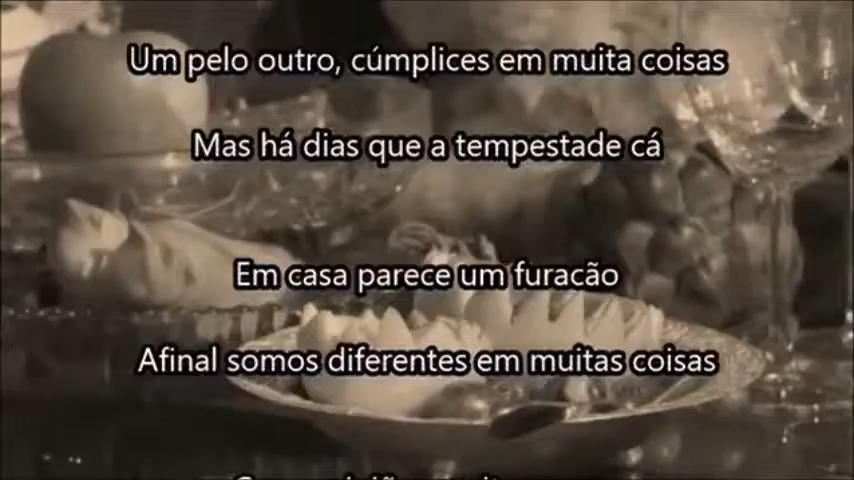 Um pelo outro, cúmplices em muita coisas
Mas há dias que a tempestade cá
Em casa parece um furacão
Afinal somos diferentes em muitas coisas